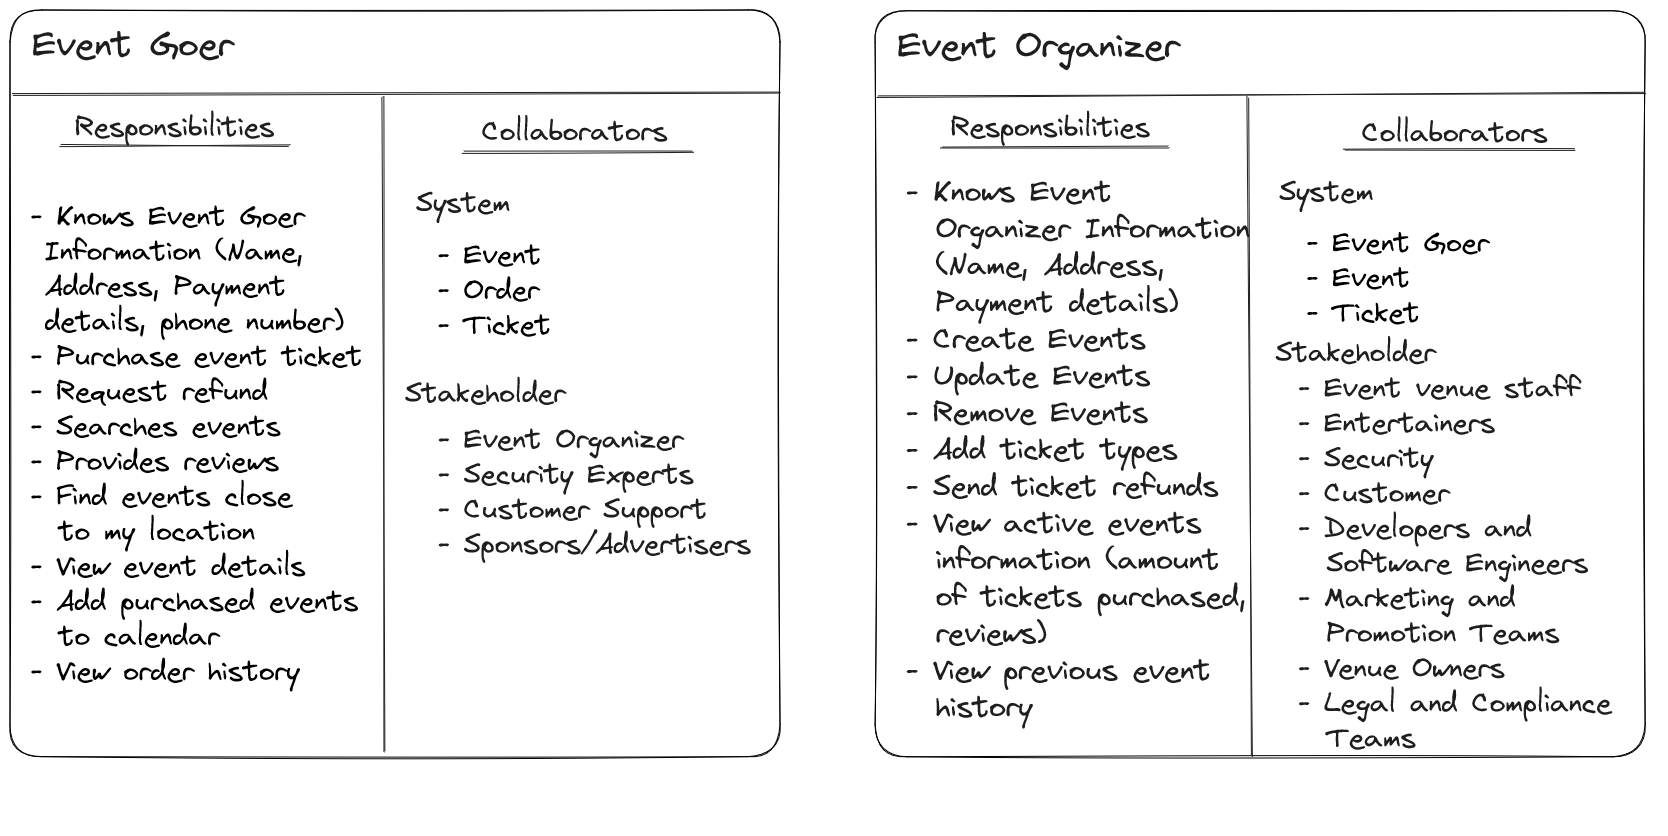 Event Goer
Responsibilities
- Knows Event Goer
Information (Name,
Address, Payment
details, phone number)
- Purchase event ticket
- Request refund
- Searches events
- Provides reviews
- Find events close
to my location
- View event details
- Add purchased events
to calendar
- View order history
Collaborators
System
- Event
- Order
- Ticket
Stakeholder
- Event Organizer
- Security Experts
- Customer Support
- Sponsors/Advertisers
Event Organizer
Responsibilities
- Knows Event
Organizer Information
(Name, Address,
Payment details)
- Create Events
- Update Events
- Remove Events
- Add ticket types
- Send ticket refunds
- View active events
information (amount
of tickets purchased,
reviews)
- View previous event
history
Collaborators
System
- Event Goer
- Event
- Ticket
Stakeholder
- Event venue staff
- Entertainers
- Security
- Customer
- Developers and
Software Engineers
- Marketing and
Promotion Teams
- Venue Owners
- Legal and Compliance
Teams